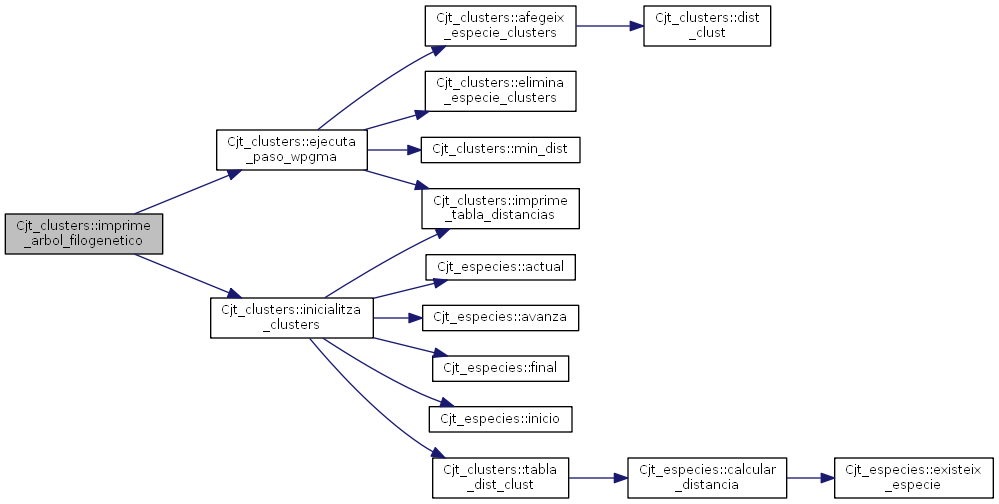 Cjt_clusters::imprime
_arbol_filogenetico
Cjt_clusters::ejecuta
_paso_wpgma
Cjt_clusters::afegeix
_especie_clusters
Cjt_clusters::dist
_clust
Cjt_clusters::elimina
_especie_clusters
Cjt_clusters::min_dist
Cjt_clusters::imprime
_tabla_distancias
Cjt_clusters::inicialitza
_clusters
Cjt_especies::actual
Cjt_especies::avanza
Cjt_especies::final
Cjt_especies::inicio
Cjt_clusters::tabla
_dist_clust
Cjt_especies::calcular
_distancia
Cjt_especies::existeix
_especie